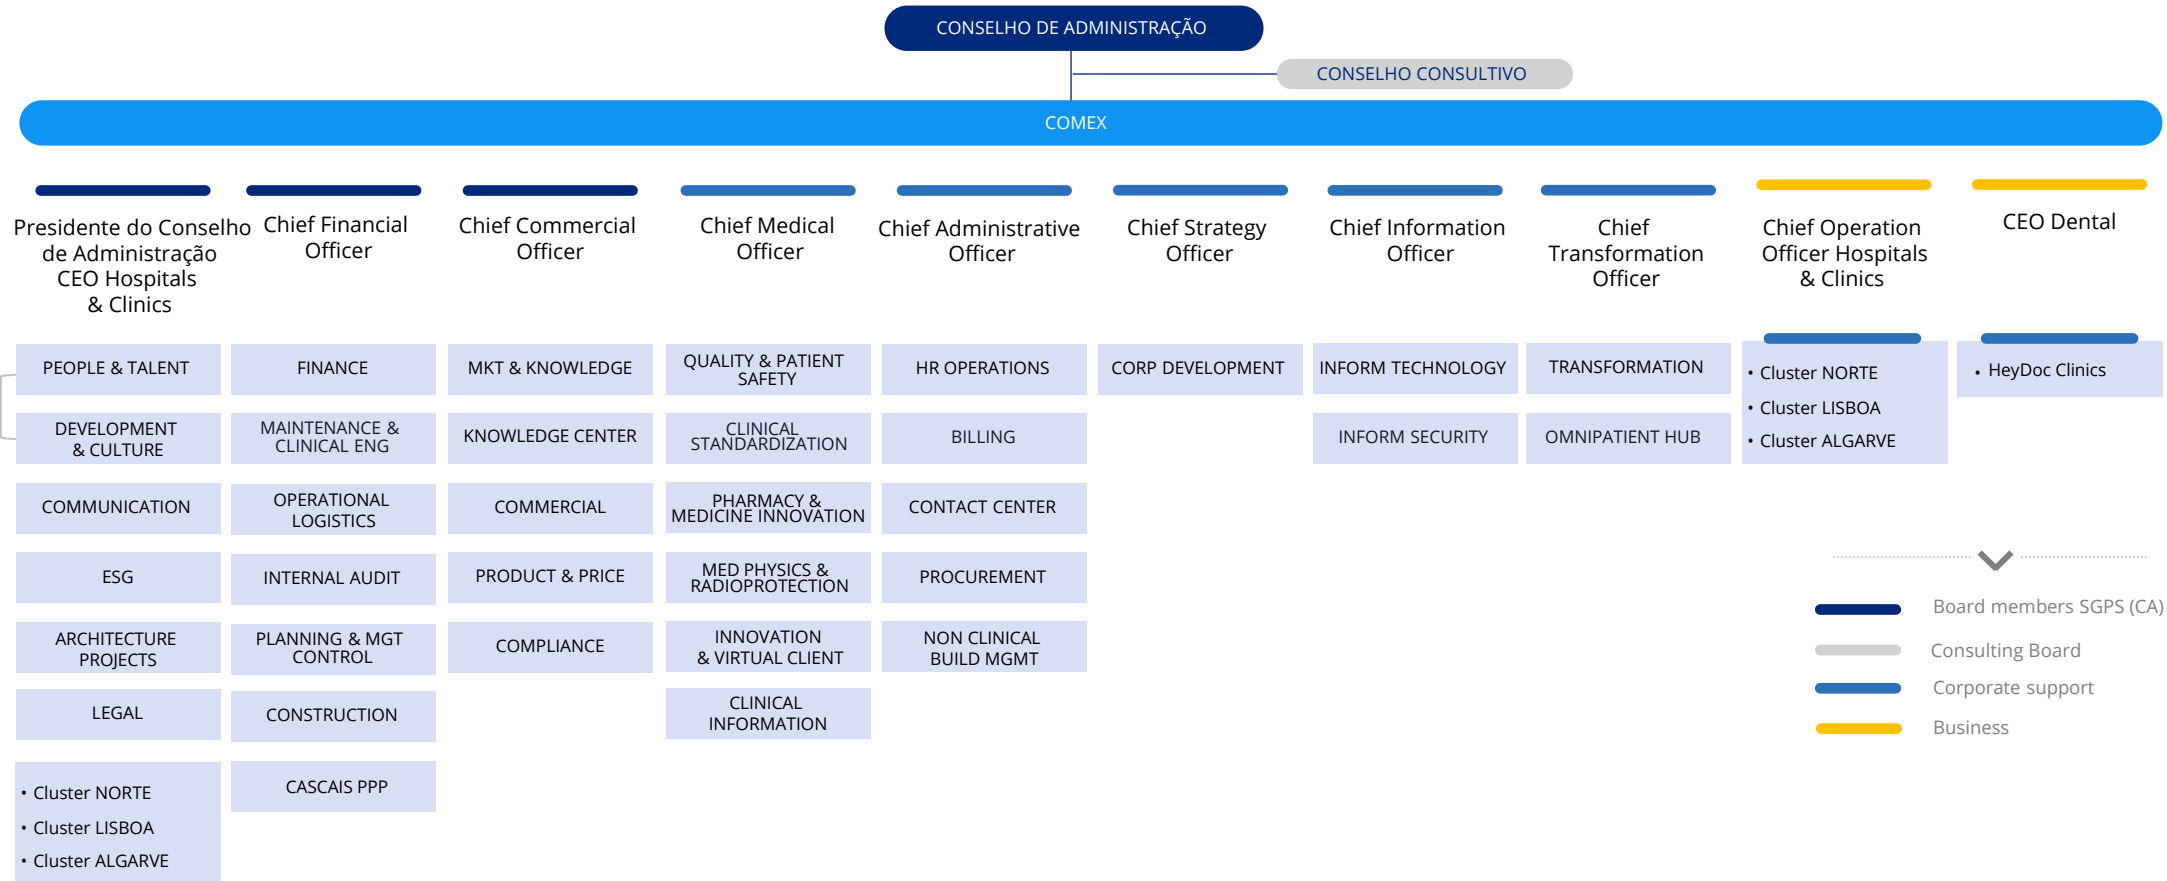 CONSELHO DE ADMINISTRAÇÃO
CONSELHO CONSULTIVO
COMEX
Presidente do Conselho
de Administração
CEO Hospitals
& Clinics
PEOPLE & TALENT
DEVELOPMENT
& CULTURE
COMMUNICATION
ESG
ARCHITECTURE
PROJECTS
LEGAL
• Cluster NORTE
• Cluster LISBOA
• Cluster ALGARVE
Chief Financial
Officer
FINANCE
MAINTENANCE &
CLINICAL ENG
OPERATIONAL
LOGISTICS
INTERNAL AUDIT
PLANNING & MGT
CONTROL
CONSTRUCTION
CASCAIS PPP
Chief Commercial
Officer
MKT & KNOWLEDGE
KNOWLEDGE CENTER
COMMERCIAL
PRODUCT & PRICE
COMPLIANCE
Chief Medical
Officer
QUALITY & PATIENT
SAFETY
CLINICAL
STANDARDIZATION
PHARMACY &
MEDICINE INNOVATION
MED PHYSICS &
RADIOPROTECTION
INNOVATION
& VIRTUAL CLIENT
CLINICAL
INFORMATION
Chief Administrative
Officer
HR OPERATIONS
BILLING
CONTACT CENTER
PROCUREMENT
NON CLINICAL
BUILD MGMT
Chief Strategy
Officer
CORP DEVELOPMENT
Chief Information
Officer
INFORM TECHNOLOGY
INFORM SECURITY
Chief
Transformation
Officer
TRANSFORMATION
OMNIPATIENT HUB
Chief Operation
Officer Hospitals
& Clinics
• Cluster NORTE
• Cluster LISBOA
• Cluster ALGARVE
CEO Dental
• HeyDoc Clinics
Board members SGPS (CA)
Consulting Board
Corporate support
Business